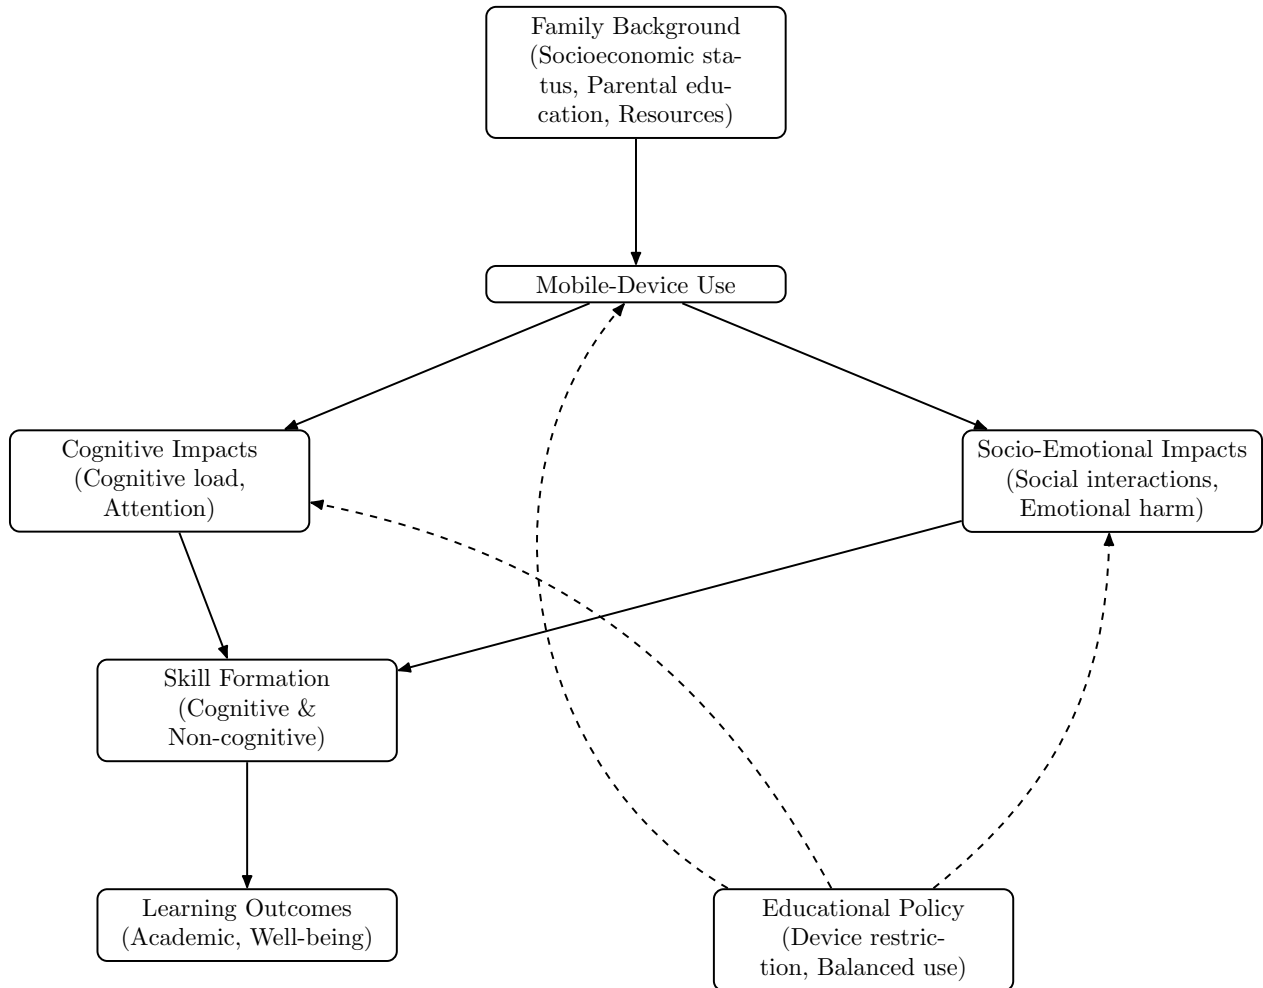 Family Background
(Socioeconomic sta-
tus, Parental edu-
cation, Resources)
Mobile-Device Use
Cognitive Impacts
(Cognitive load,
Attention)
Socio-Emotional Impacts
(Social interactions,
Emotional harm)
Skill Formation
(Cognitive &
Non-cognitive)
Learning Outcomes
(Academic, Well-being)
Educational Policy
(Device restric-
tion, Balanced use)